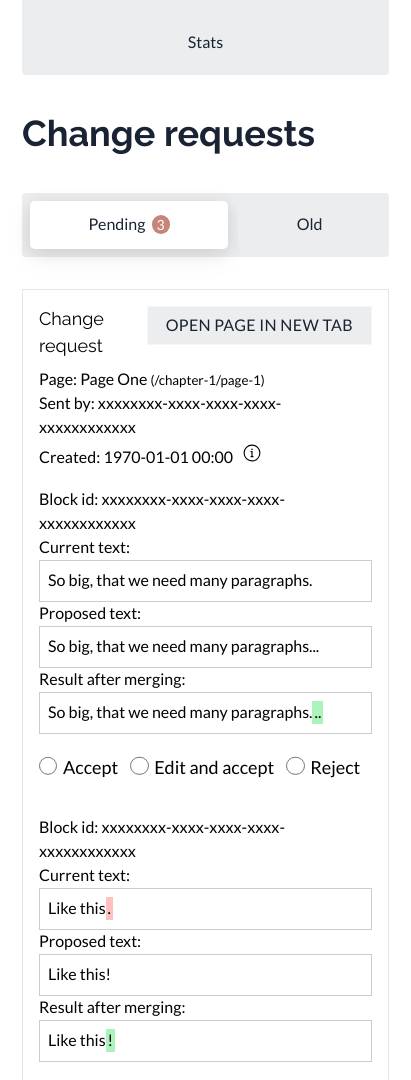 Stats
Change requests
Pending 3
Old
Change
request
OPEN PAGE IN NEW TAB
Page: Page One (/chapter-1/page-1)
Sent by: xxxxxxxx-xxxx-xxxx-xxxx-
xxxxxxxxxxxx
Created: 1970-01-01 00:00
Block id: xxxxxxxx-xxxx-xxxx-xxxx-
xxxxxxxxxxxx
Current text:
So big, that we need many paragraphs.
Proposed text:
So big, that we need many paragraphs...
Result after merging:
So big, that we need many paragraphs...
Accept
Edit and accept
Reject
Block id: xxxxxxxx-xxxx-xxxx-xxxx-
xxxxxxxxxxxx
Current text:
Like this.
Proposed text:
Like this!
Result after merging:
Like this!